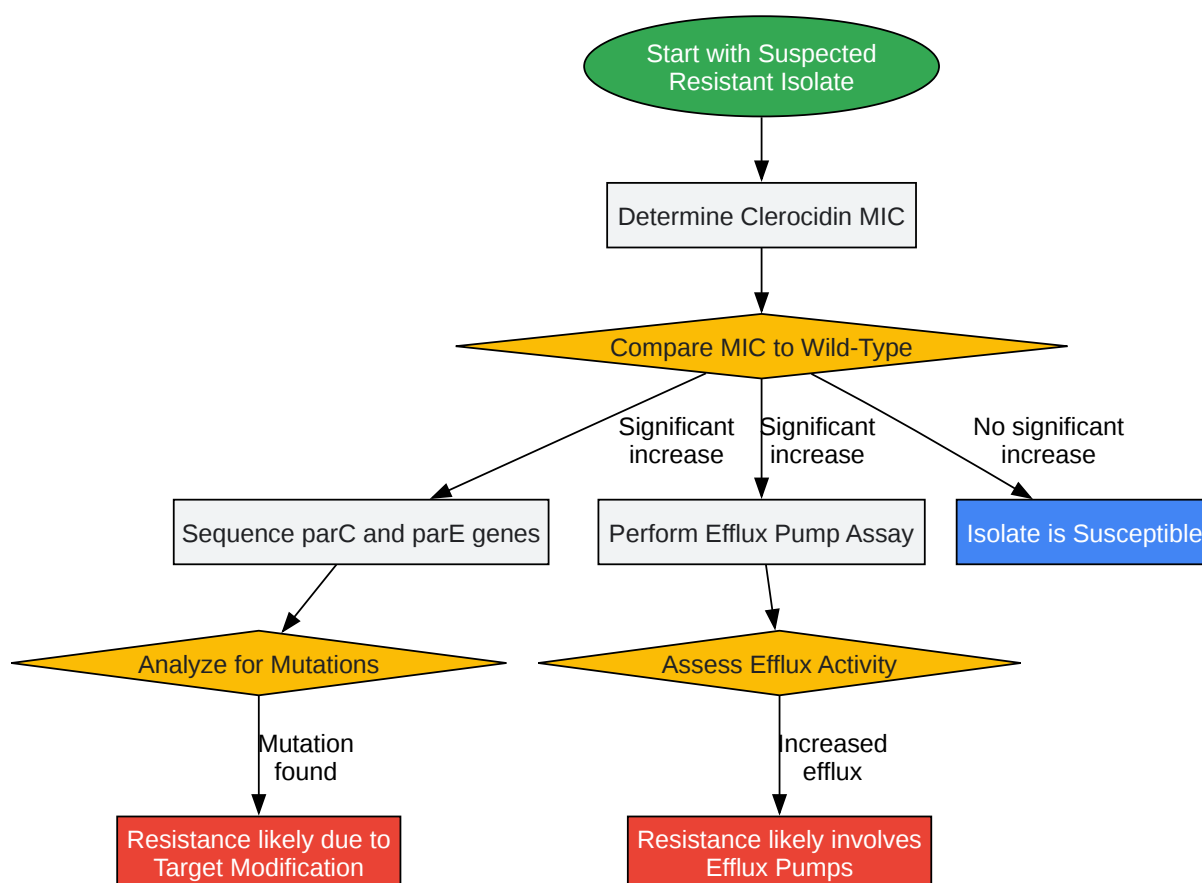 Start with Suspected
Resistant Isolate
Determine Clerocidin MIC
Compare MIC to Wild-Type
Significant
increase
Significant
increase
No significant
increase
Sequence parC and parE genes
Perform Efflux Pump Assay
Isolate is Susceptible
Analyze for Mutations
Assess Efflux Activity
Mutation
found
Increased
efflux
Resistance likely due to
Target Modification
Resistance likely involves
Efflux Pumps